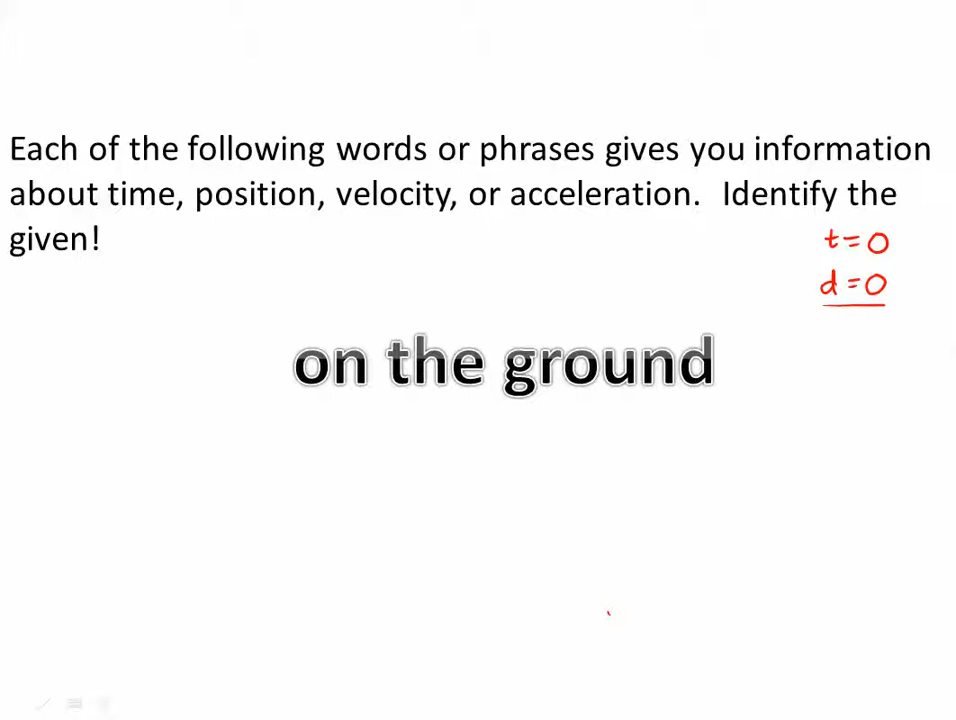 Each of the following words or phrases gives you information
about time, position, velocity, or acceleration. Identify the
given!
t=0
d=0
on the ground